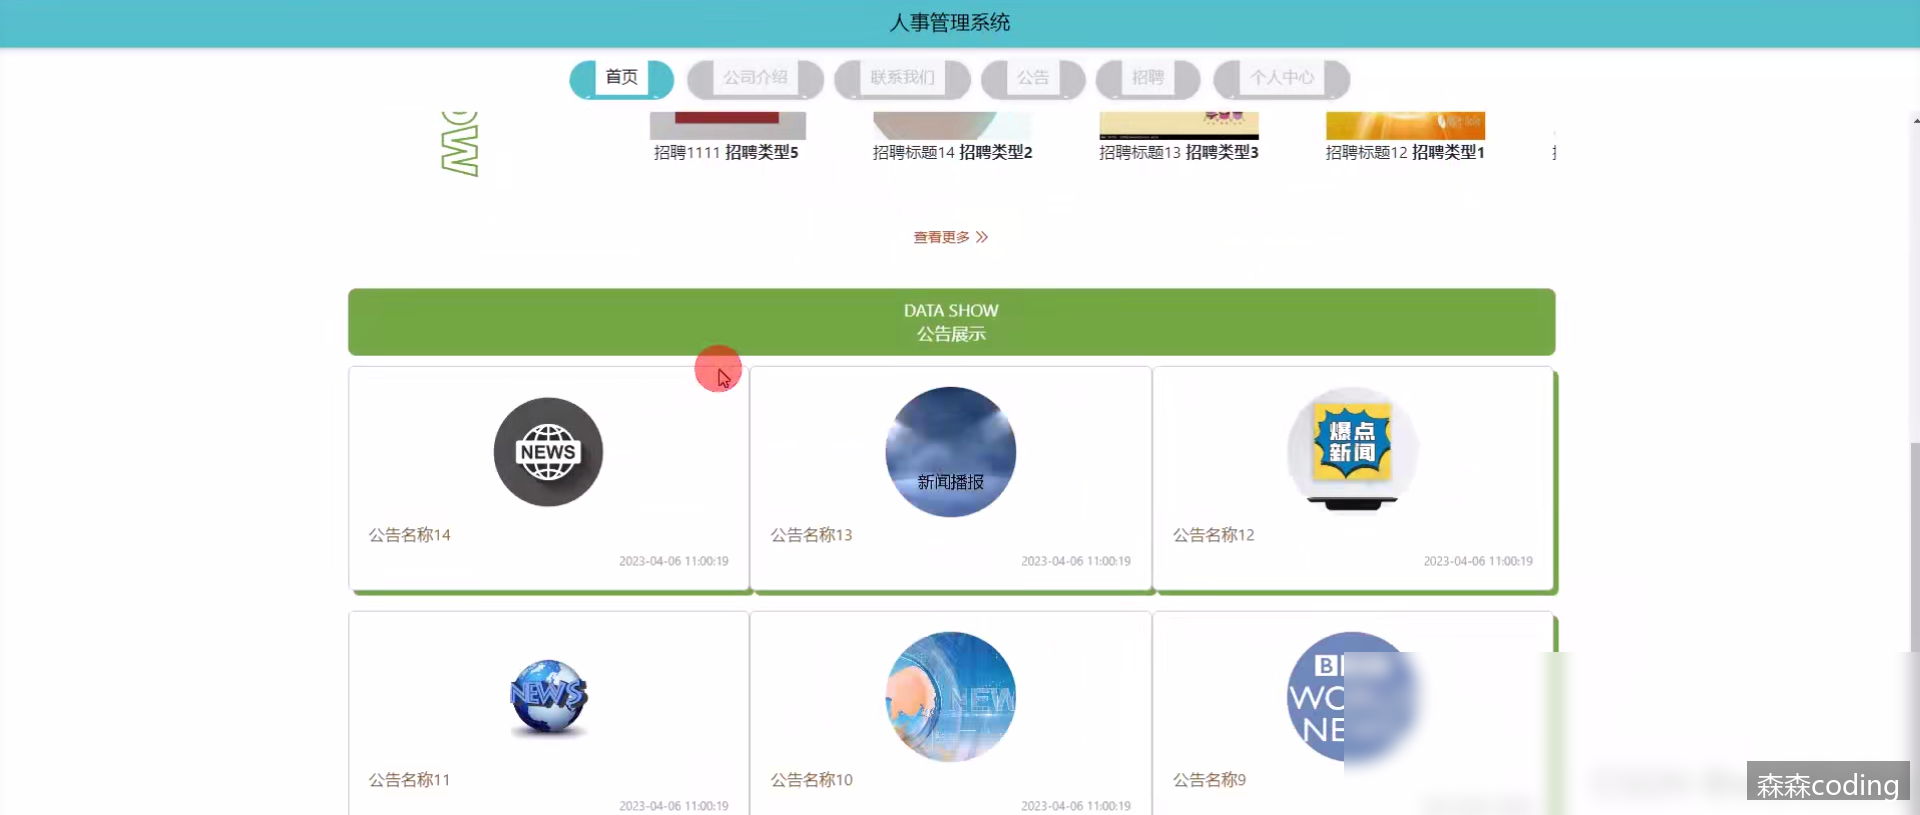 人事管理系统
首页
公司介绍
联系我们
公告
招聘
个人中心
OW
招聘1111 招聘类型5
招聘标题14 招聘类型2
招聘标题13 招聘类型3
招聘标题12 招聘类型1
查看更多
DATA SHOW
公告展示
NEWS
新闻播报
爆点
新闻
公告名称14
公告名称13
公告名称12
2023-04-06 11:00:19
2023-04-06 11:00:19
2023-04-06 11:00:19
NEWS
NEW
B
WO
NE
公告名称11
公告名称10
公告名称9
2023-04-06 11:00:19
2023-04-06 11:00:19
森森coding